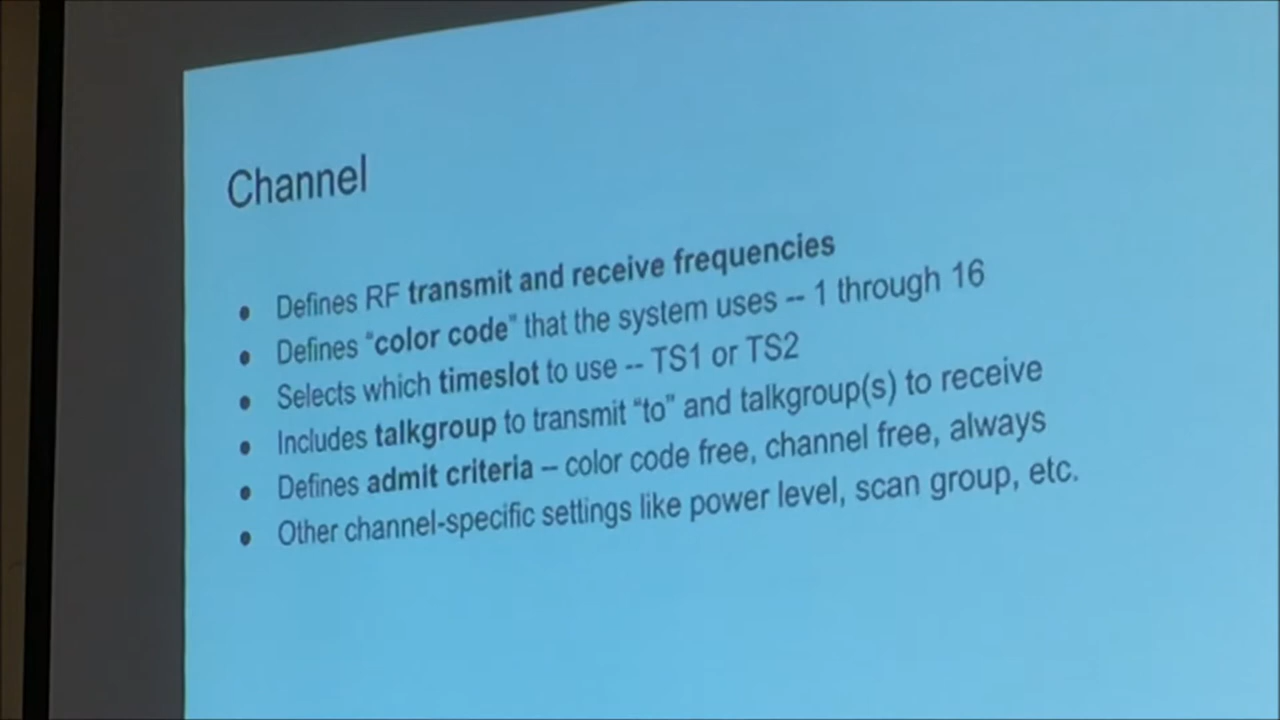 Channel
● Defines RF transmit and receive frequencies
● Defines “color code” that the system uses -- 1 through 16
● Selects which timeslot to use -- TS1 or TS2
● Includes talkgroup to transmit “to” and talkgroup(s) to receive
● Defines admit criteria – color code free, channel free, always
● Other channel-specific settings like power level, scan group, etc.